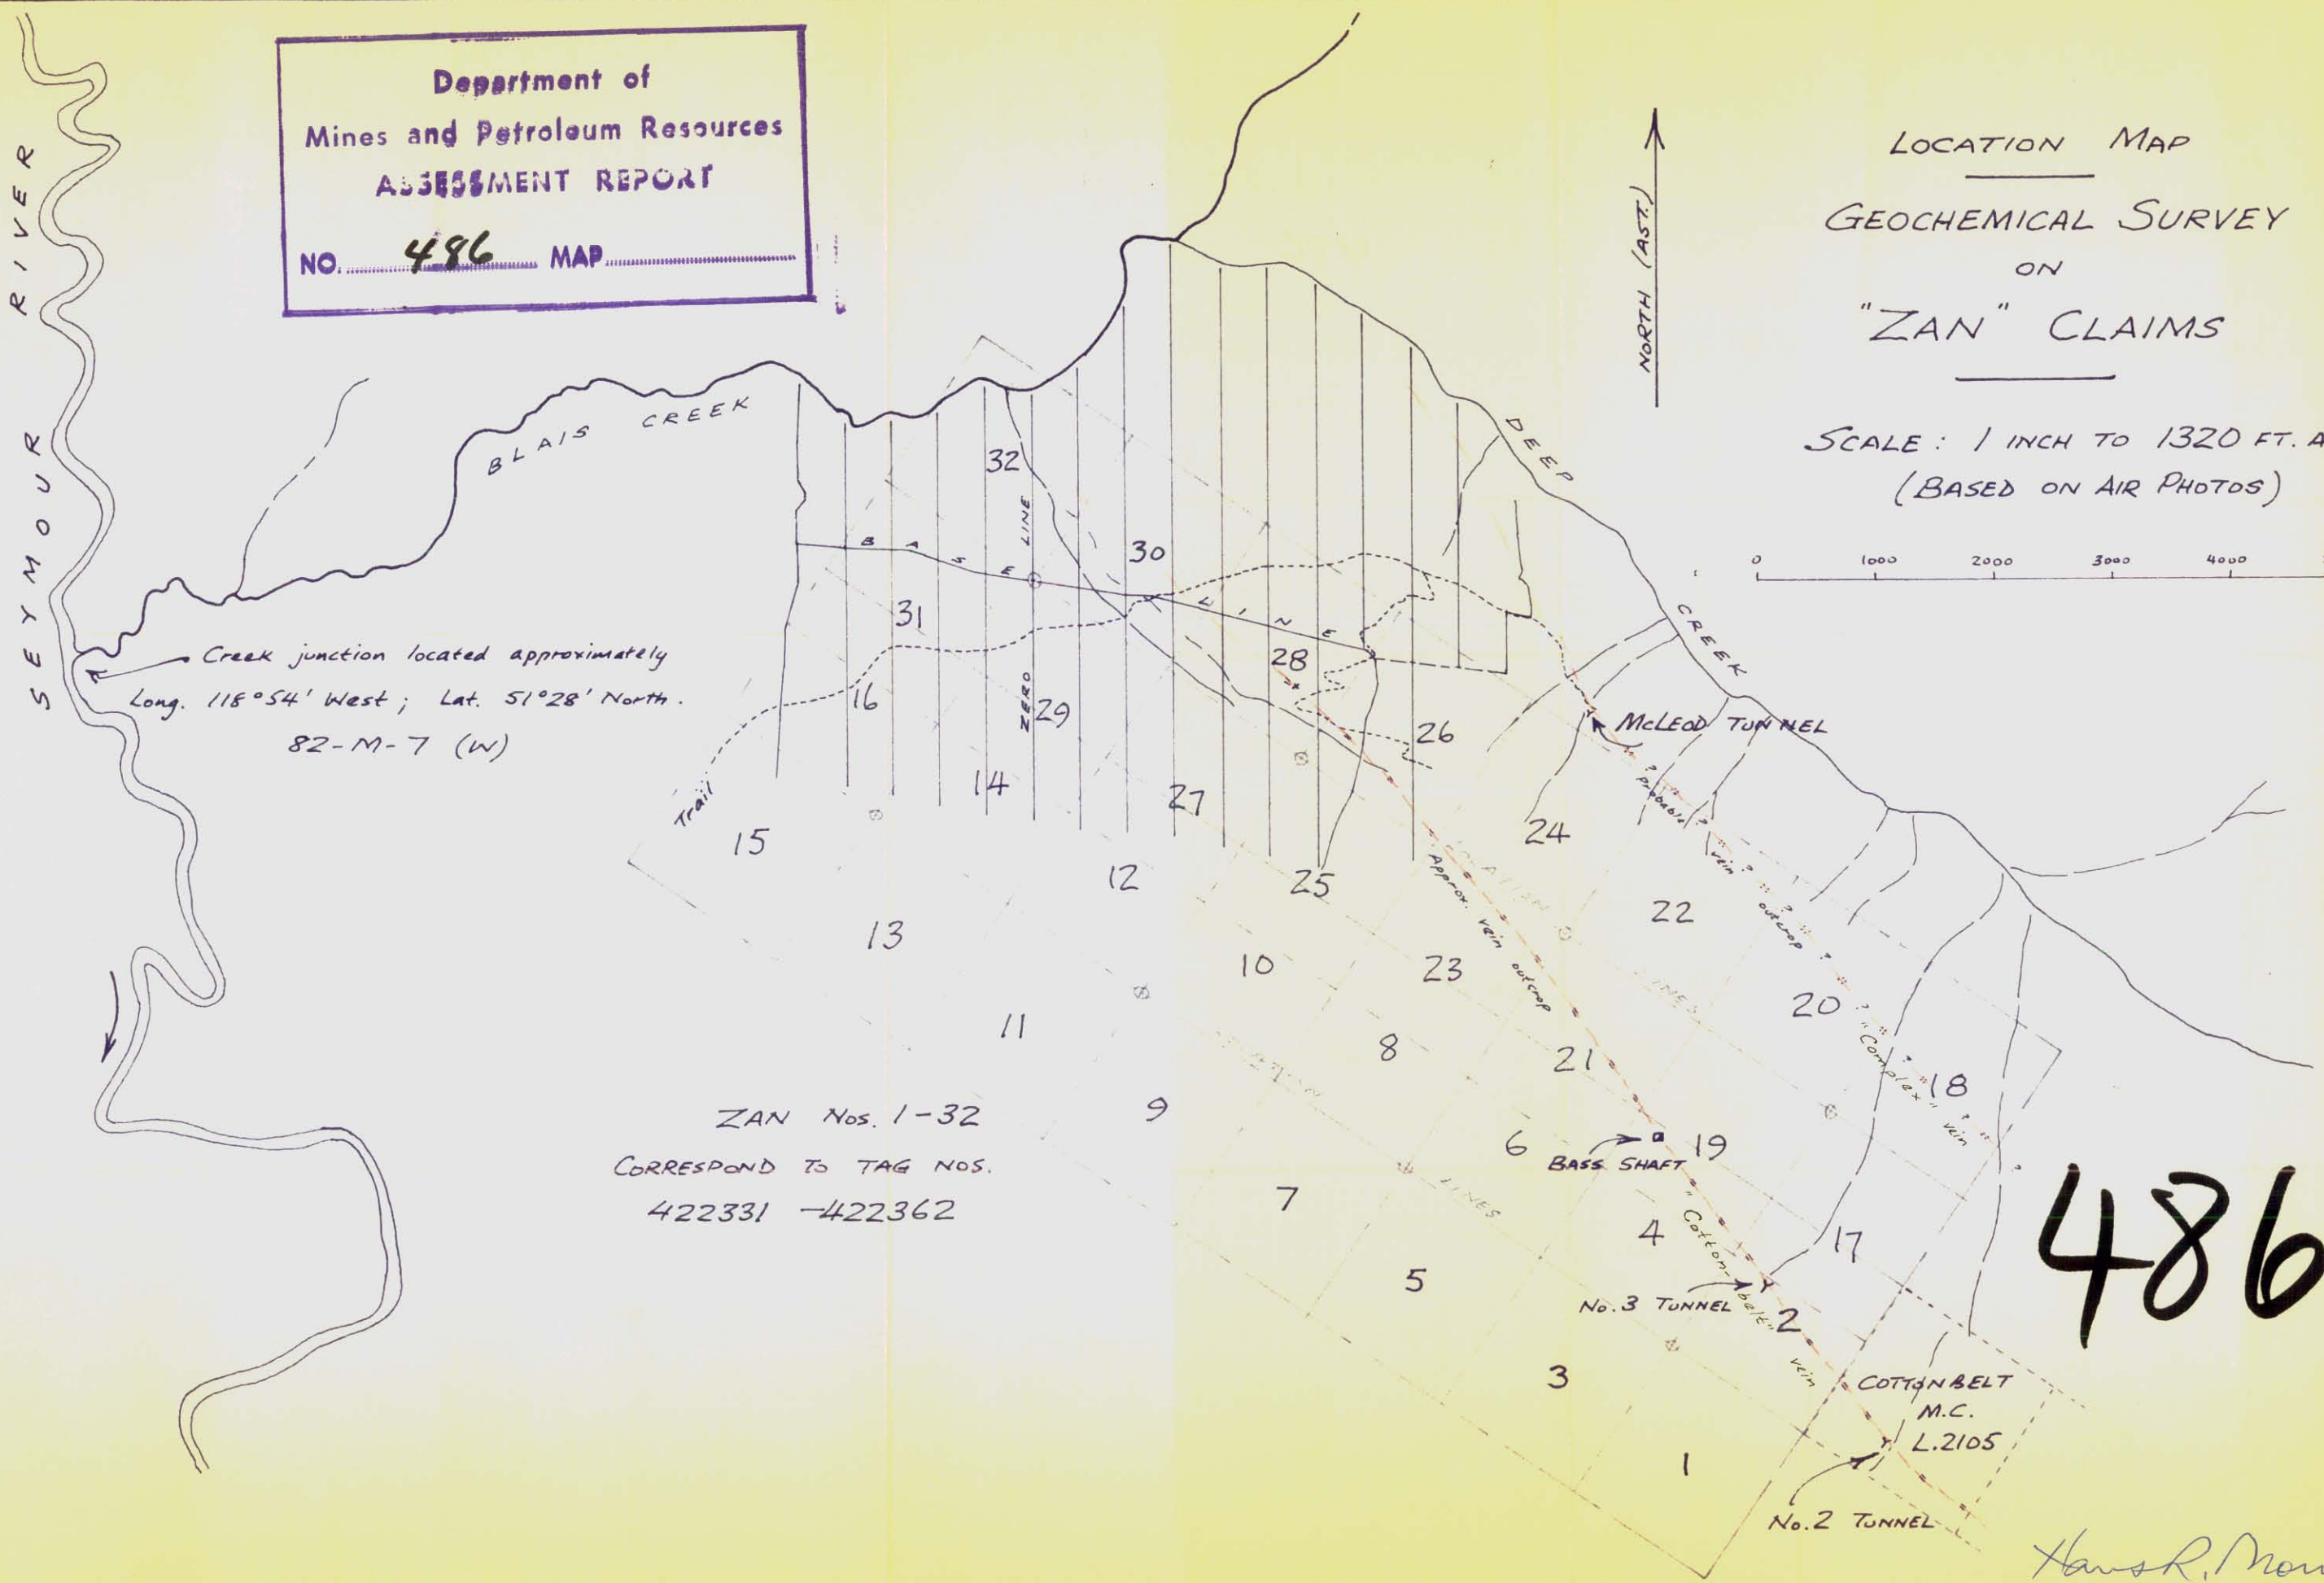 Department of
Mines and Petroleum Resources
ASSESSMENT REPORT
NO. 486 MAP
LOCATION MAP
GEOCHEMICAL SURVEY
ON
"ZAN" CLAIMS
SCALE: 1 INCH TO 1320 FT.
(BASED ON AIR PHOTOS)
0 1000 2000 3000 4000
NORTH (AST.)
SEYMOUR RIVER
BLAIS CREEK
DEEP CREEK
BASE LINE
ZERO LINE
32
30
31
28
16
29
26
14
27
15
24
12
25
22
13
10
23
20
11
8
21
18
9
6
19
7
4
17
5
2
3
1
Creek junction located approximately
Long. 118°54' West; Lat. 51°28' North.
82-M-7 (W)
Trail
McLEOD TUNNEL
? probable ? vein ? outcrop ? "Complex" ? vein ?
Approx. vein outcrop
LINES
BASS SHAFT
"Cotton-belt" vein
No. 3 TUNNEL
COTTONBELT
M.C.
L.2105
No. 2 TUNNEL
ZAN Nos. 1-32
CORRESPOND TO TAG NOS.
422331 -422362
486
Hans R.